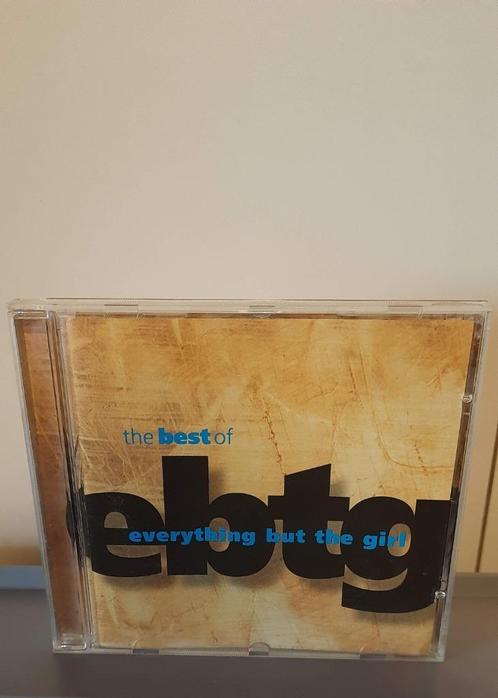 the best of
ebtg
everything but the girl